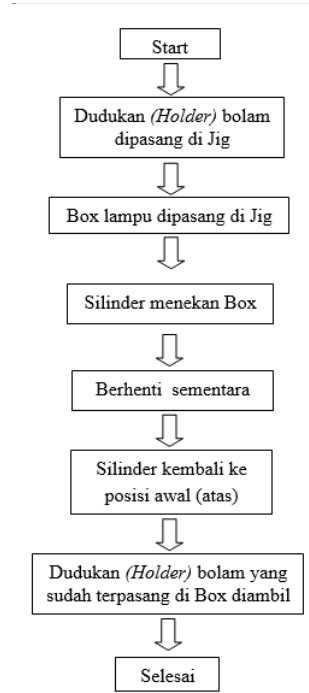 Start
Dudukan (Holder) bolam
dipasang di Jig
Box lampu dipasang di Jig
Silinder menekan Box
Berhenti sementara
Silinder kembali ke
posisi awal (atas)
Dudukan (Holder) bolam yang
sudah terpasang di Box diambil
Selesai